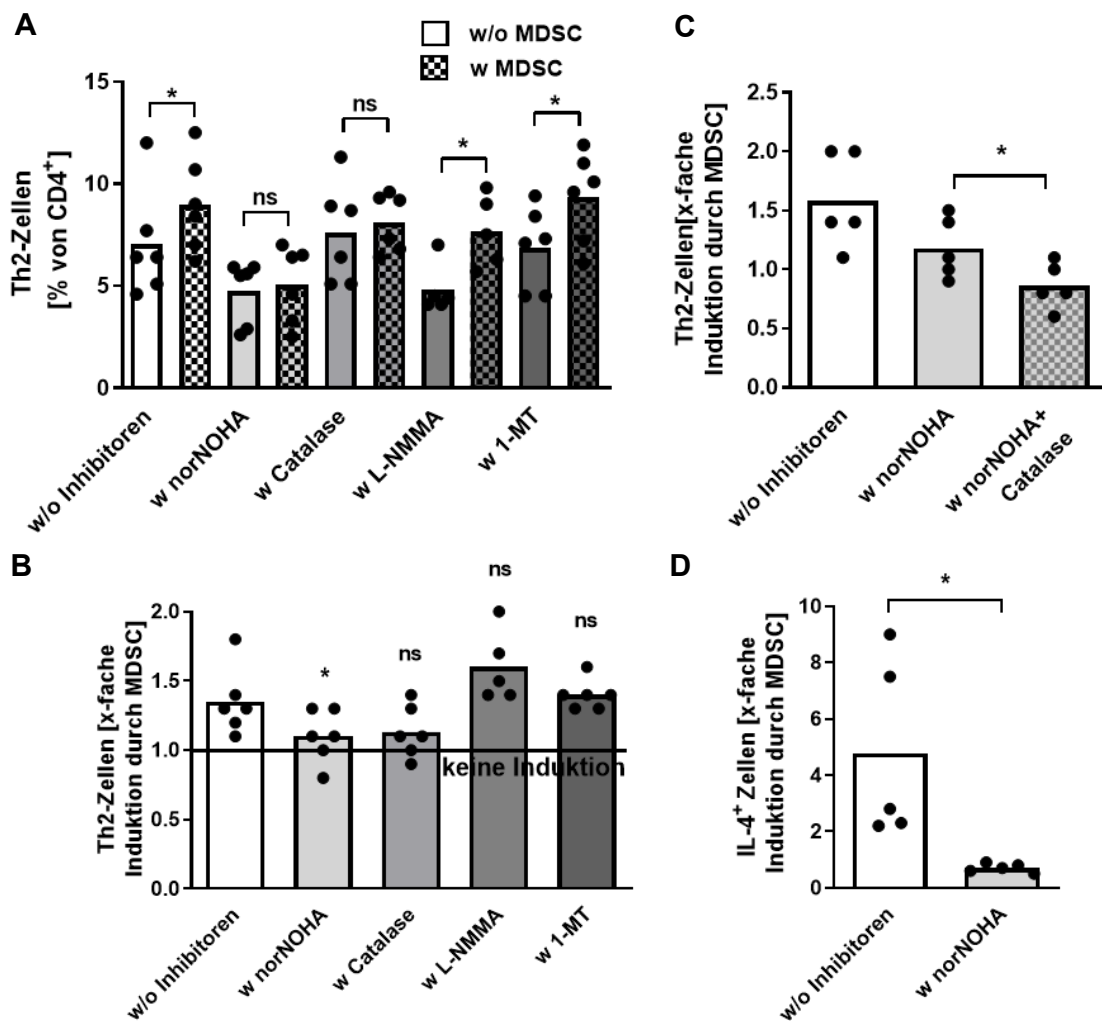 A
w/o MDSC
w MDSC
Th2-Zellen
[% von CD4+]
15
10
5
0
*
ns
ns
*
*
w/o Inhibitoren
w norNOHA
w Catalase
w L-NMMA
w 1-MT
C
Th2-Zellen[x-fache
Induktion durch MDSC]
2.5
2.0
1.5
1.0
0.5
0.0
*
w/o Inhibitoren
w norNOHA
w norNOHA+
Catalase
B
Th2-Zellen [x-fache
Induktion durch MDSC]
2.0
1.5
1.0
0.5
0.0
*
ns
ns
ns
keine Induktion
w/o Inhibitoren
w norNOHA
w Catalase
w L-NMMA
w 1-MT
D
IL-4+ Zellen [x-fache
Induktion durch MDSC]
10
8
6
4
2
0
*
w/o Inhibitoren
w norNOHA